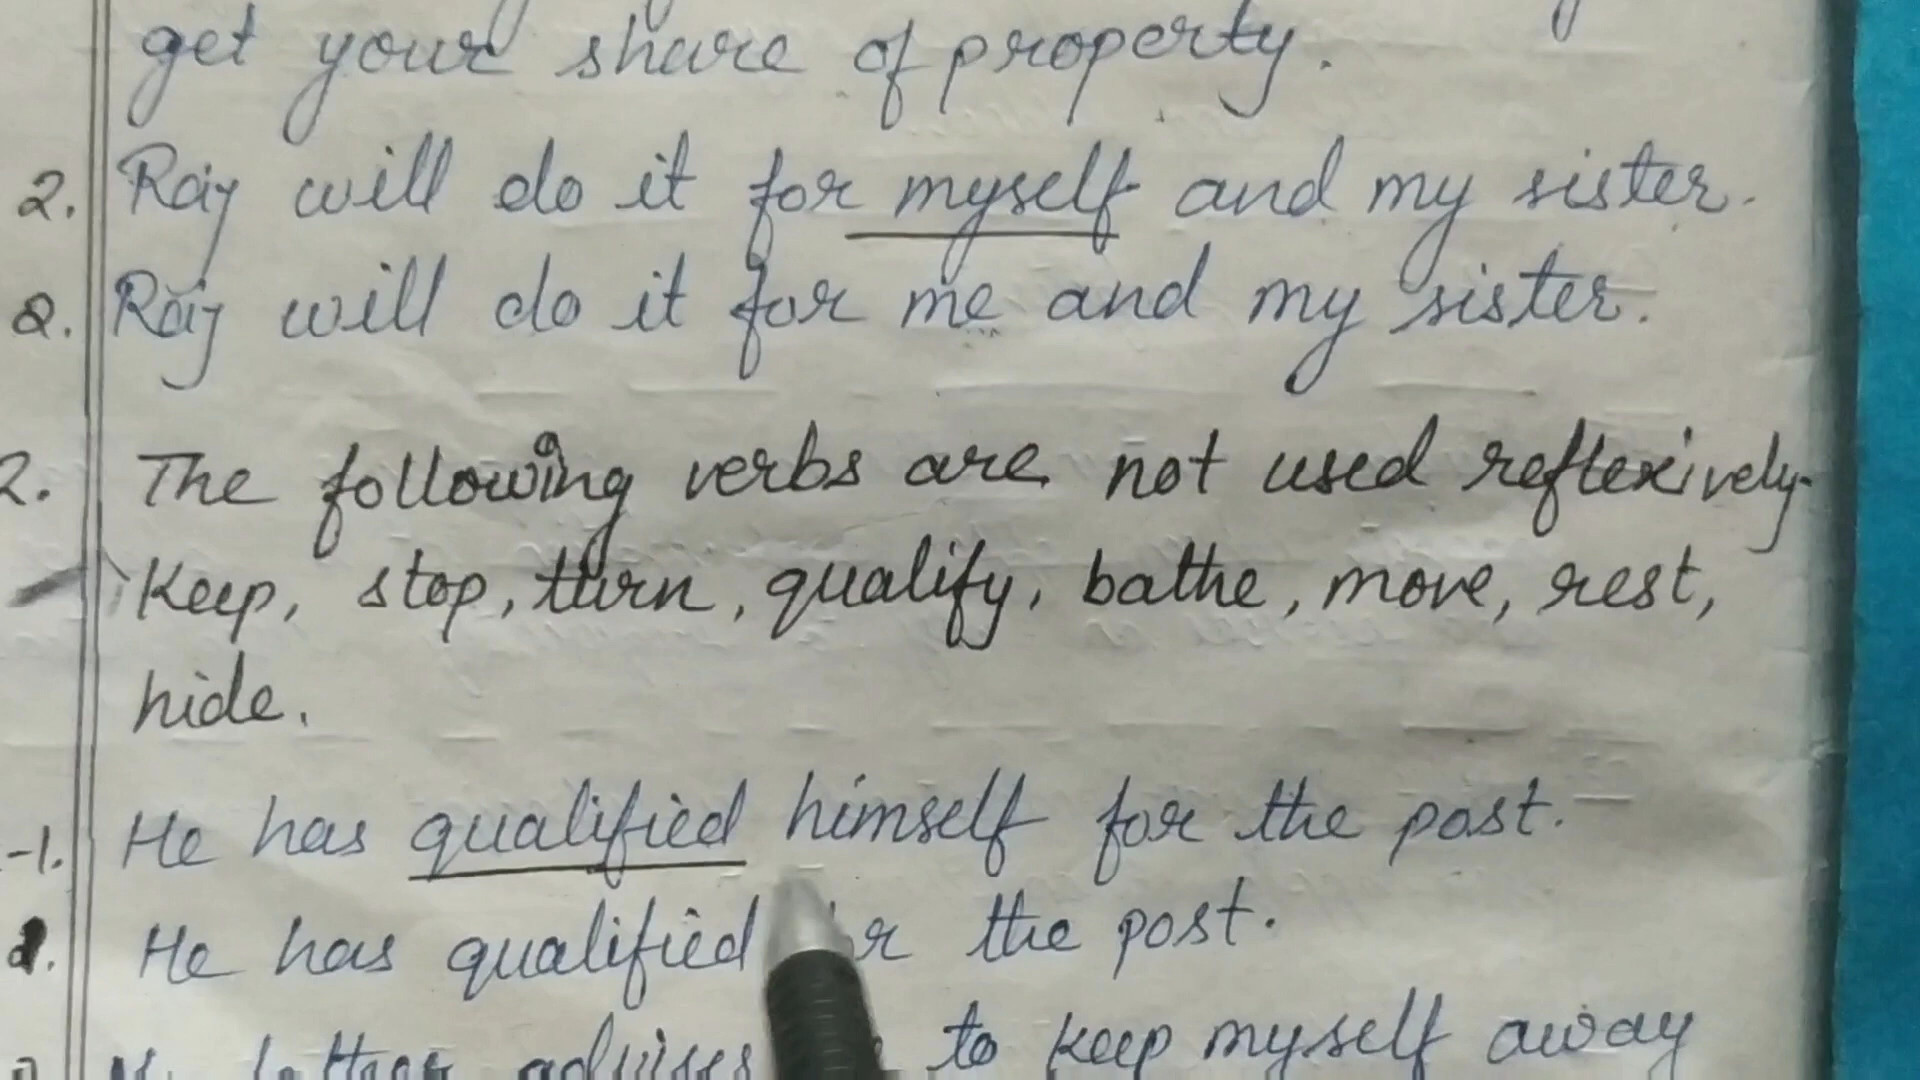 get your share of property.
2. Raj will do it for myself and my sister.
2. Raj will do it for me and my sister.
2. The following verbs are not used reflexively.
Keep, stop, turn, qualify, bathe, move, rest,
hide.
-1. He has qualified himself for the post.
1. He has qualified the post.
to keep myself away